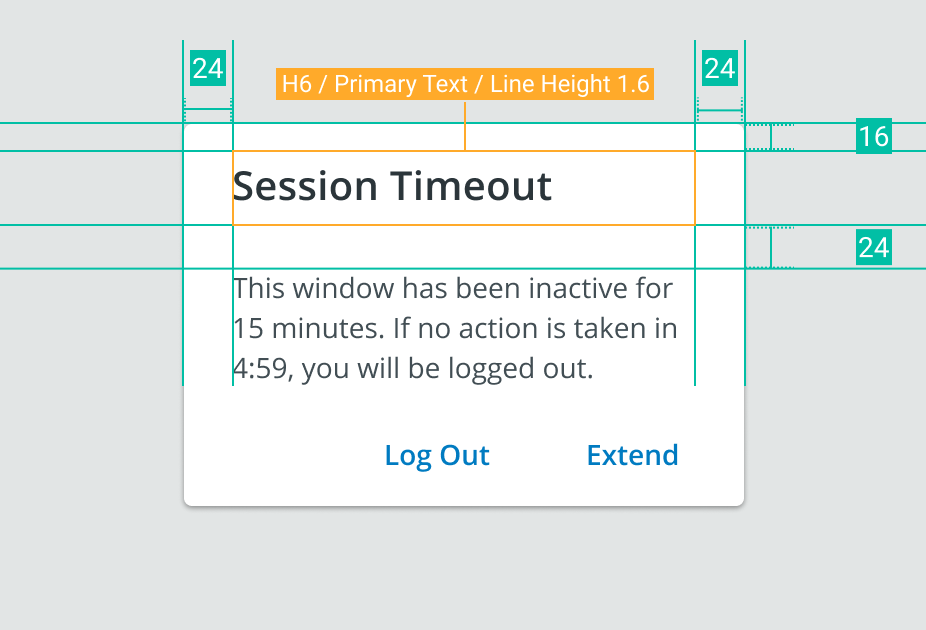 24
24
H6 / Primary Text / Line Height 1.6
16
Session Timeout
24
This window has been inactive for
15 minutes. If no action is taken in
4:59, you will be logged out.
Log Out
Extend